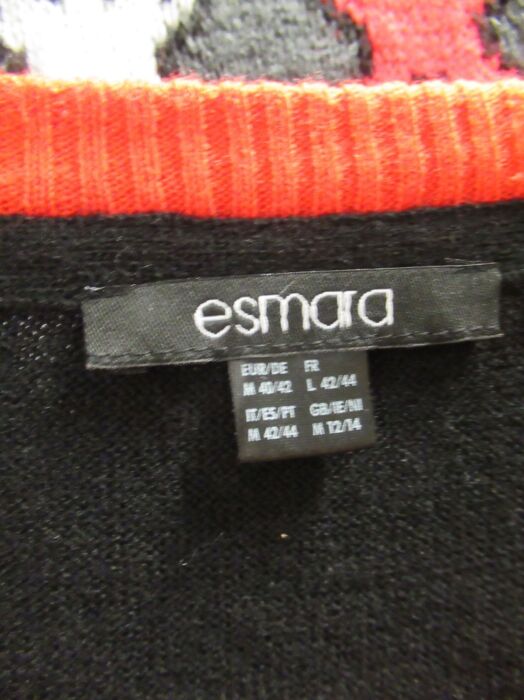 esmara
EUR/DE FR
M 40/42 L 42/44
IT/ES/PT GB/IE/NI
M 42/44 M 12/14